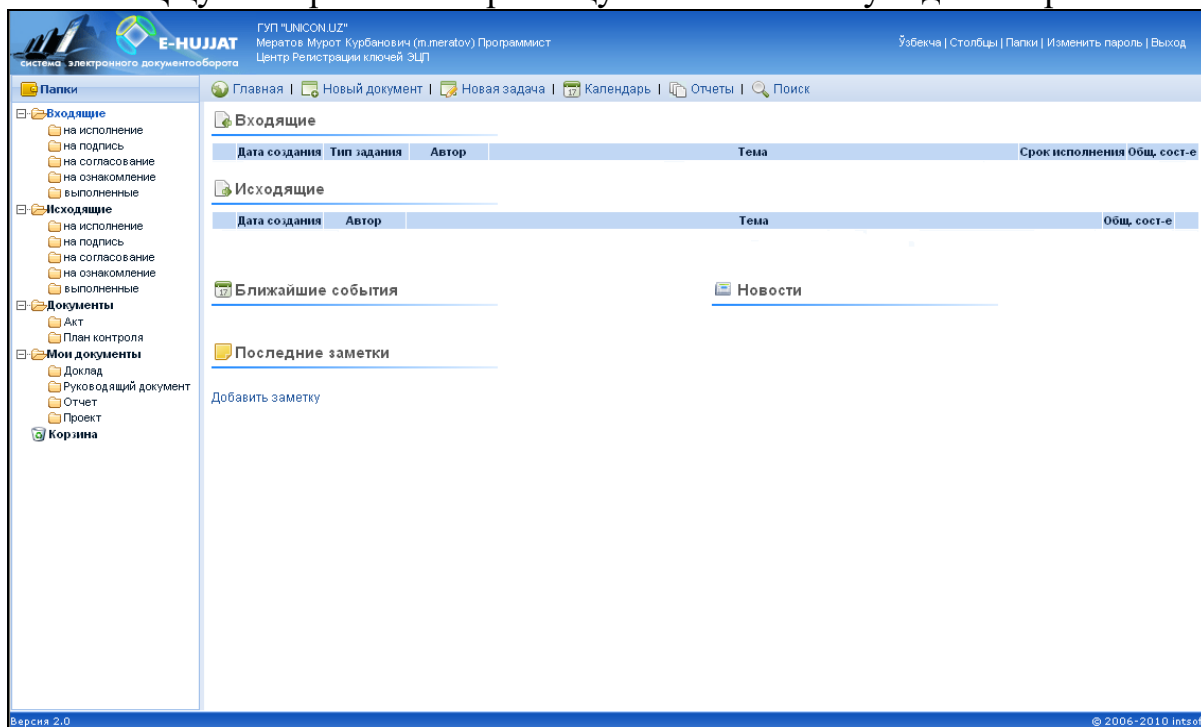 ГУП "UNICON.UZ"
E-HUJJAT
Мератов Мурот Курбанович (m.meratov) Программист
Ўзбекча | Столбцы | Папки | Изменить пароль | Выход
система электронного документооборота
Центр Регистрации ключей ЭЦП
Папки
Главная | Новый документ | Новая задача | Календарь | Отчеты | Поиск
Входящие
на исполнение
на подпись
на согласование
на ознакомление
выполненные
Исходящие
на исполнение
на подпись
на согласование
на ознакомление
выполненные
Документы
Акт
План контроля
Мои документы
Доклад
Руководящий документ
Отчет
Проект
Корзина
Входящие
Дата создания Тип задания Автор Тема Срок исполнения Общ. сост-е
Исходящие
Дата создания Автор Тема Общ. сост-е
17 Ближайшие события
Новости
Последние заметки
Добавить заметку
Версия 2.0
© 2006-2010 intsof